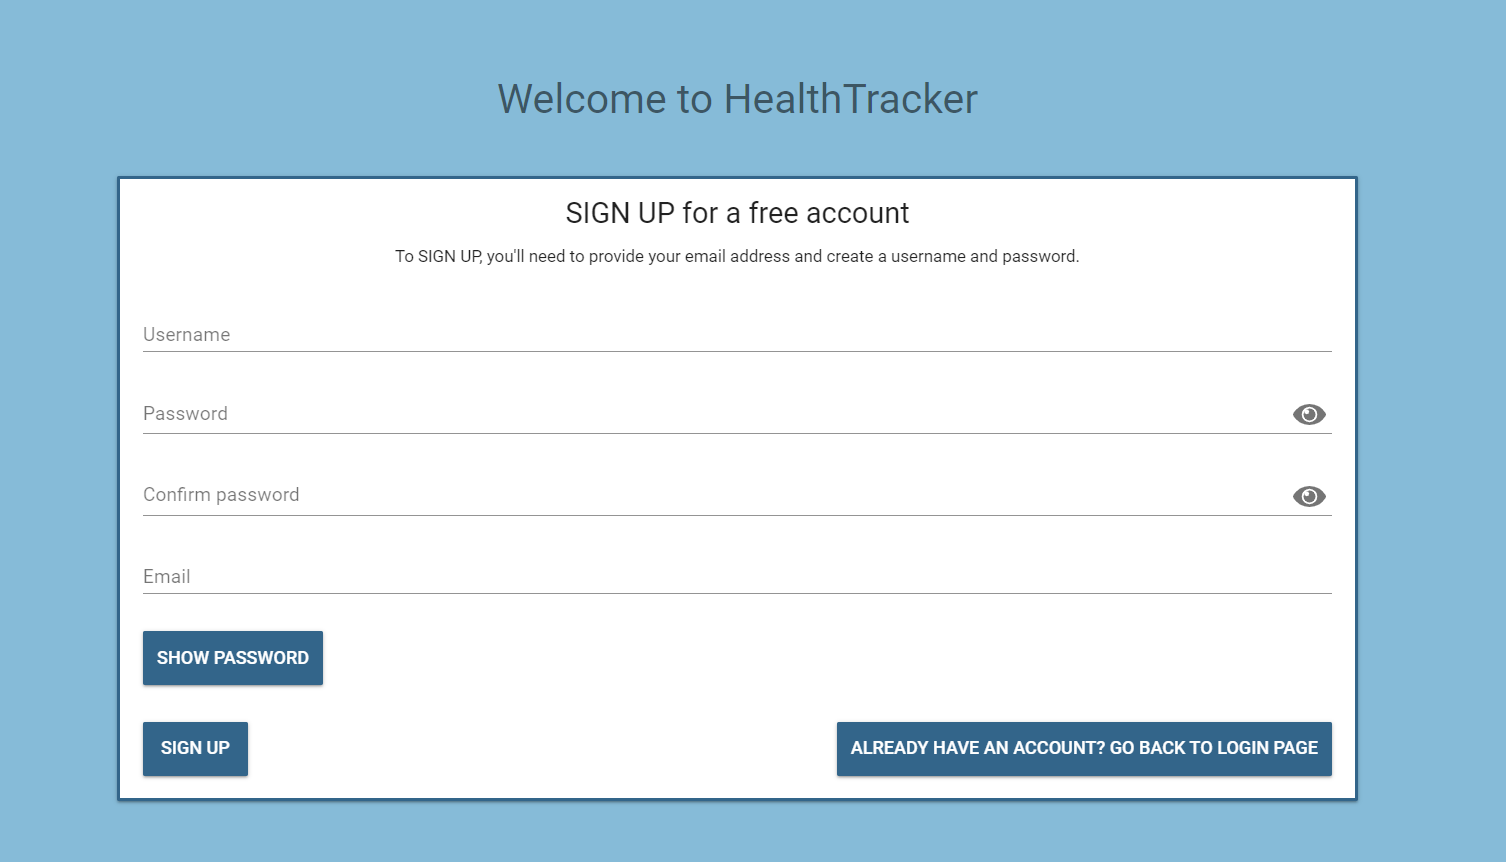 Welcome to HealthTracker
SIGN UP for a free account
To SIGN UP, you'll need to provide your email address and create a username and password.
Username
Password
Confirm password
Email
SHOW PASSWORD
SIGN UP
ALREADY HAVE AN ACCOUNT? GO BACK TO LOGIN PAGE